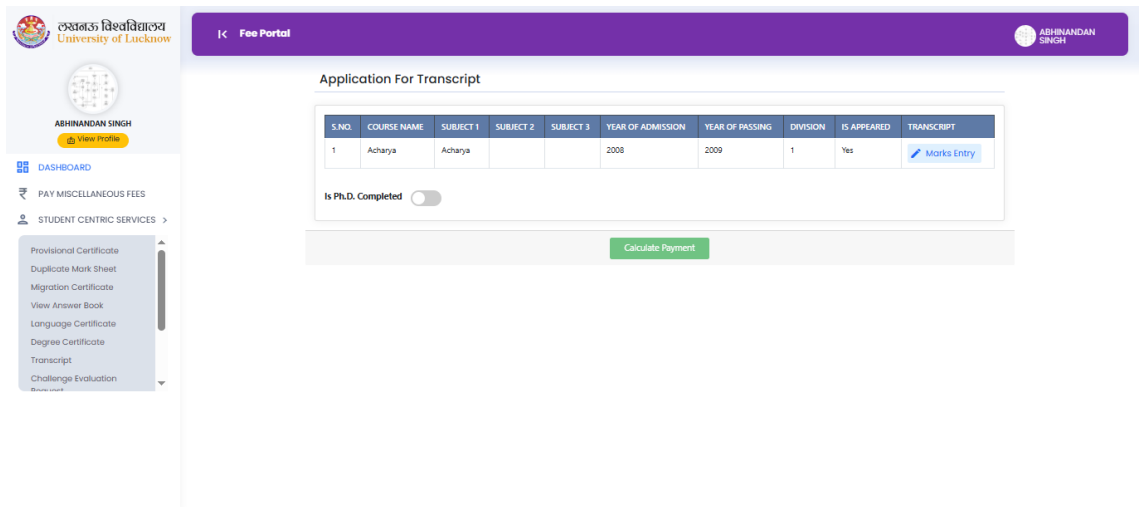 लखनऊ विश्वविद्यालय
University of Lucknow
ABHINANDAN SINGH
View Profile
DASHBOARD
PAY MISCELLANEOUS FEES
STUDENT CENTRIC SERVICES >
Provisional Certificate
Duplicate Mark Sheet
Migration Certificate
View Answer Book
Language Certificate
Degree Certificate
Transcript
Challenge Evaluation
Request
Fee Portal
ABHINANDAN
SINGH
Application For Transcript
S.NO. COURSE NAME SUBJECT 1 SUBJECT 2 SUBJECT 3 YEAR OF ADMISSION YEAR OF PASSING DIVISION IS APPEARED TRANSCRIPT
1 Acharya Acharya 2008 2009 1 Yes Marks Entry
Is Ph.D. Completed
Calculate Payment